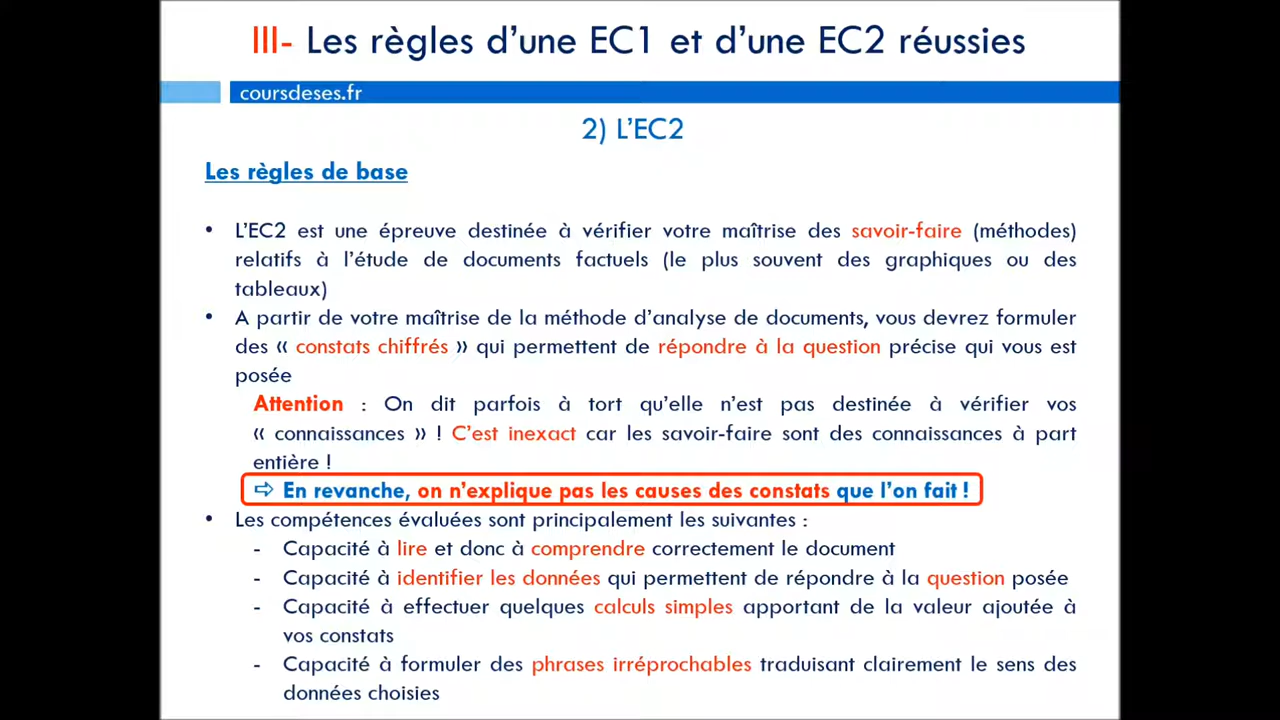 III- Les règles d’une EC1 et d’une EC2 réussies
coursdeses.fr
2) L’EC2
Les règles de base
• L’EC2 est une épreuve destinée à vérifier votre maîtrise des savoir-faire (méthodes)
relatifs à l’étude de documents factuels (le plus souvent des graphiques ou des
tableaux)
• A partir de votre maîtrise de la méthode d’analyse de documents, vous devrez formuler
des « constats chiffrés » qui permettent de répondre à la question précise qui vous est
posée
Attention : On dit parfois à tort qu’elle n’est pas destinée à vérifier vos
« connaissances » ! C’est inexact car les savoir-faire sont des connaissances à part
entière !
⇨ En revanche, on n’explique pas les causes des constats que l’on fait !
• Les compétences évaluées sont principalement les suivantes :
- Capacité à lire et donc à comprendre correctement le document
- Capacité à identifier les données qui permettent de répondre à la question posée
- Capacité à effectuer quelques calculs simples apportant de la valeur ajoutée à
vos constats
- Capacité à formuler des phrases irréprochables traduisant clairement le sens des
données choisies